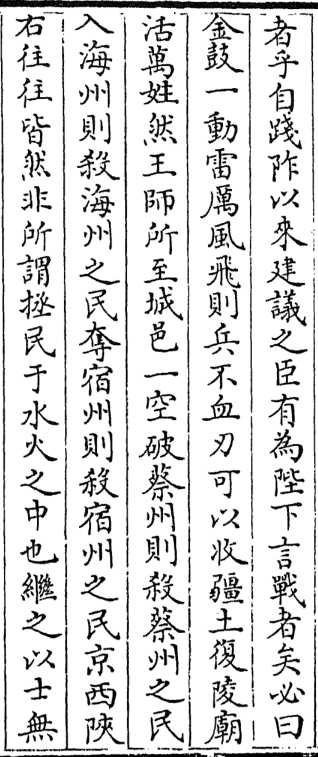 者乎自踐阼以來建議之臣有為陛下言戰者矣必曰
金鼓一動雷厲風飛則兵不血刃可以收疆土復陵廟
活萬姓然王師所至城邑一空破蔡州則殺蔡州之民
入海州則殺海州之民奪宿州則殺宿州之民京西陝
右往往皆然非所謂拯民于水火之中也繼之以士無